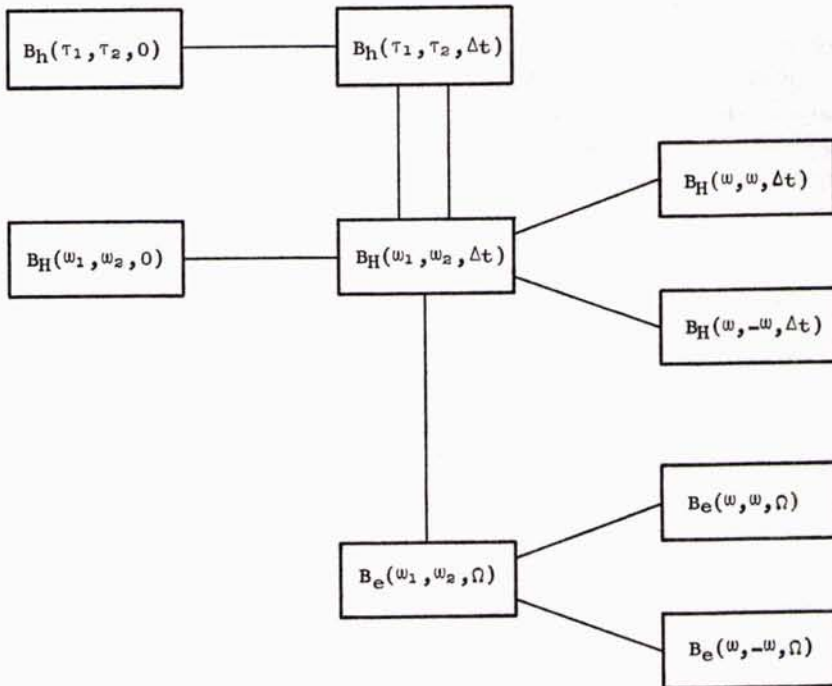 B_h(τ₁,τ₂,0)
B_h(τ₁,τ₂,Δt)
B_H(ω,ω,Δt)
B_H(ω₁,ω₂,0)
B_H(ω₁,ω₂,Δt)
B_H(ω,-ω,Δt)
B_e(ω,ω,Ω)
B_e(ω₁,ω₂,Ω)
B_e(ω,-ω,Ω)